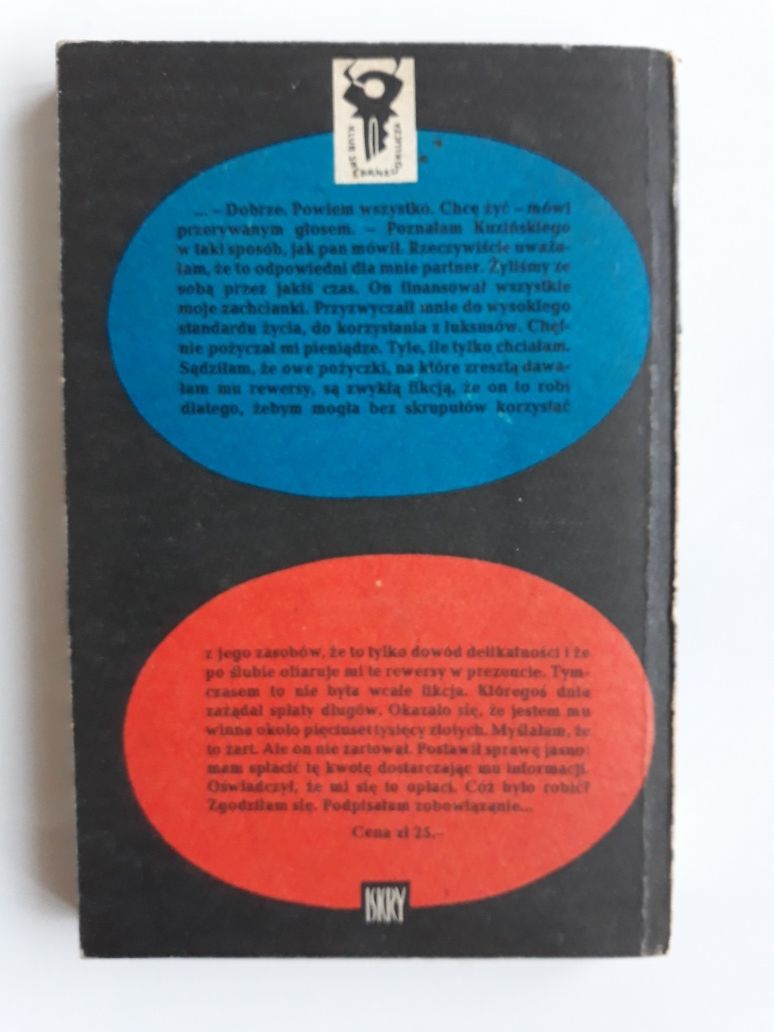 KLUB SREBRNEGO KLUCZA
... – Dobrze. Powiem wszystko. Chcę żyć – mówi
przerywanym głosem. – Poznałam Kuzińskiego
w taki sposób, jak pan mówił. Rzeczywiście uważa-
łam, że to odpowiedni dla mnie partner. Żyliśmy ze
sobą przez jakiś czas. On finansował wszystkie
moje zachcianki. Przyzwyczaił mnie do wysokiego
standardu życia, do korzystania z luksusów. Chęt-
nie pożyczał mi pieniądze. Tyle, ile tylko chciałam.
Sądziłam, że owe pożyczki, na które zresztą dawa-
łam mu rewersy, są zwykłą fikcją, że on to robi
dlatego, żebym mogła bez skrupułów korzystać
z jego zasobów, że to tylko dowód delikatności i że
po ślubie ofiaruje mi te rewersy w prezencie. Tym-
czasem to nie była wcale fikcja. Któregoś dnia
zażądał spłaty długów. Okazało się, że jestem mu
winna około pięciuset tysięcy złotych. Myślałam, że
to żart. Ale on nie żartował. Postawił sprawę jasno:
mam spłacić tę kwotę dostarczając mu informacji.
Oświadczył, że mi się to opłaci. Cóż było robić?
Zgodziłam się. Podpisałam zobowiązanie...
Cena zł 25.–
ISKRY